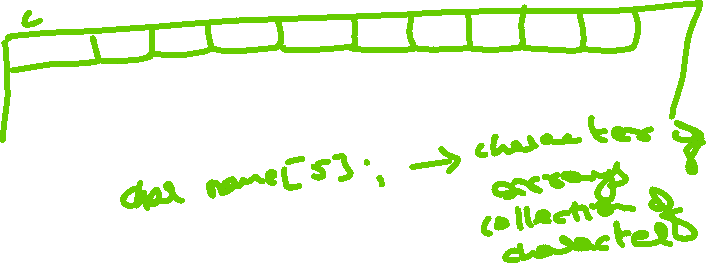 c
char name[5]; → character
arrays
collection of
characters